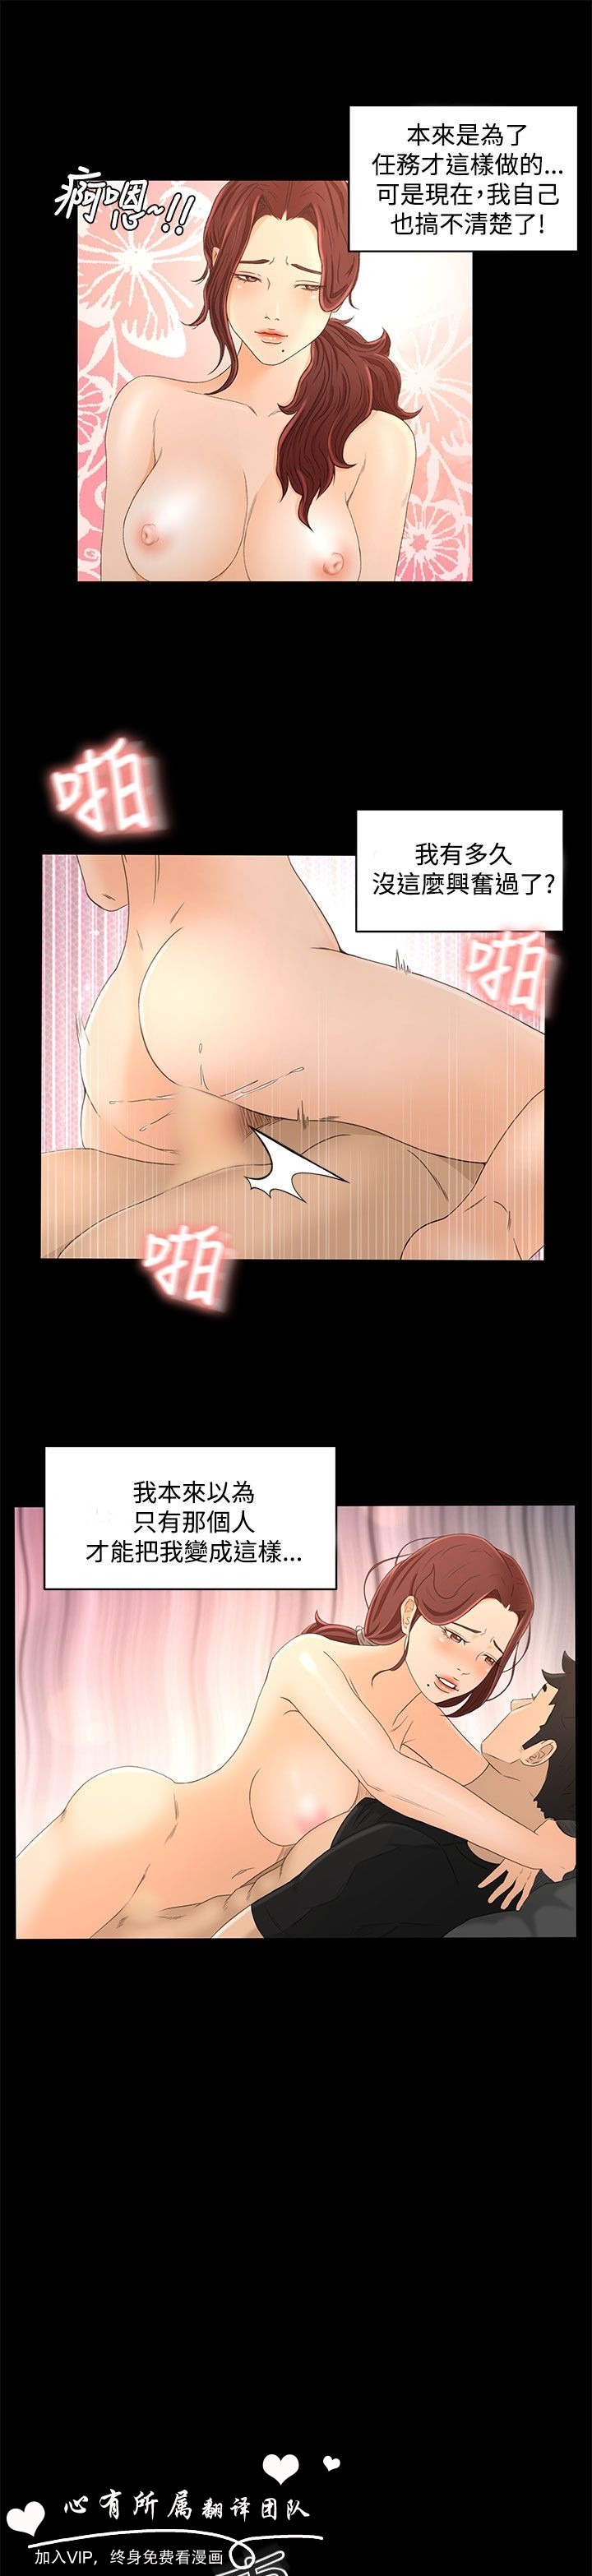 本來是為了
任務才這樣做的...
可是現在，我自己
也搞不清楚了!
啊嗯~!!
啪
我有多久
沒這麼興奮過了?
啪
啪
我本來以為
只有那個人
才能把我變成這樣...
心有所属翻译团队
加入VIP，终身免费看漫画